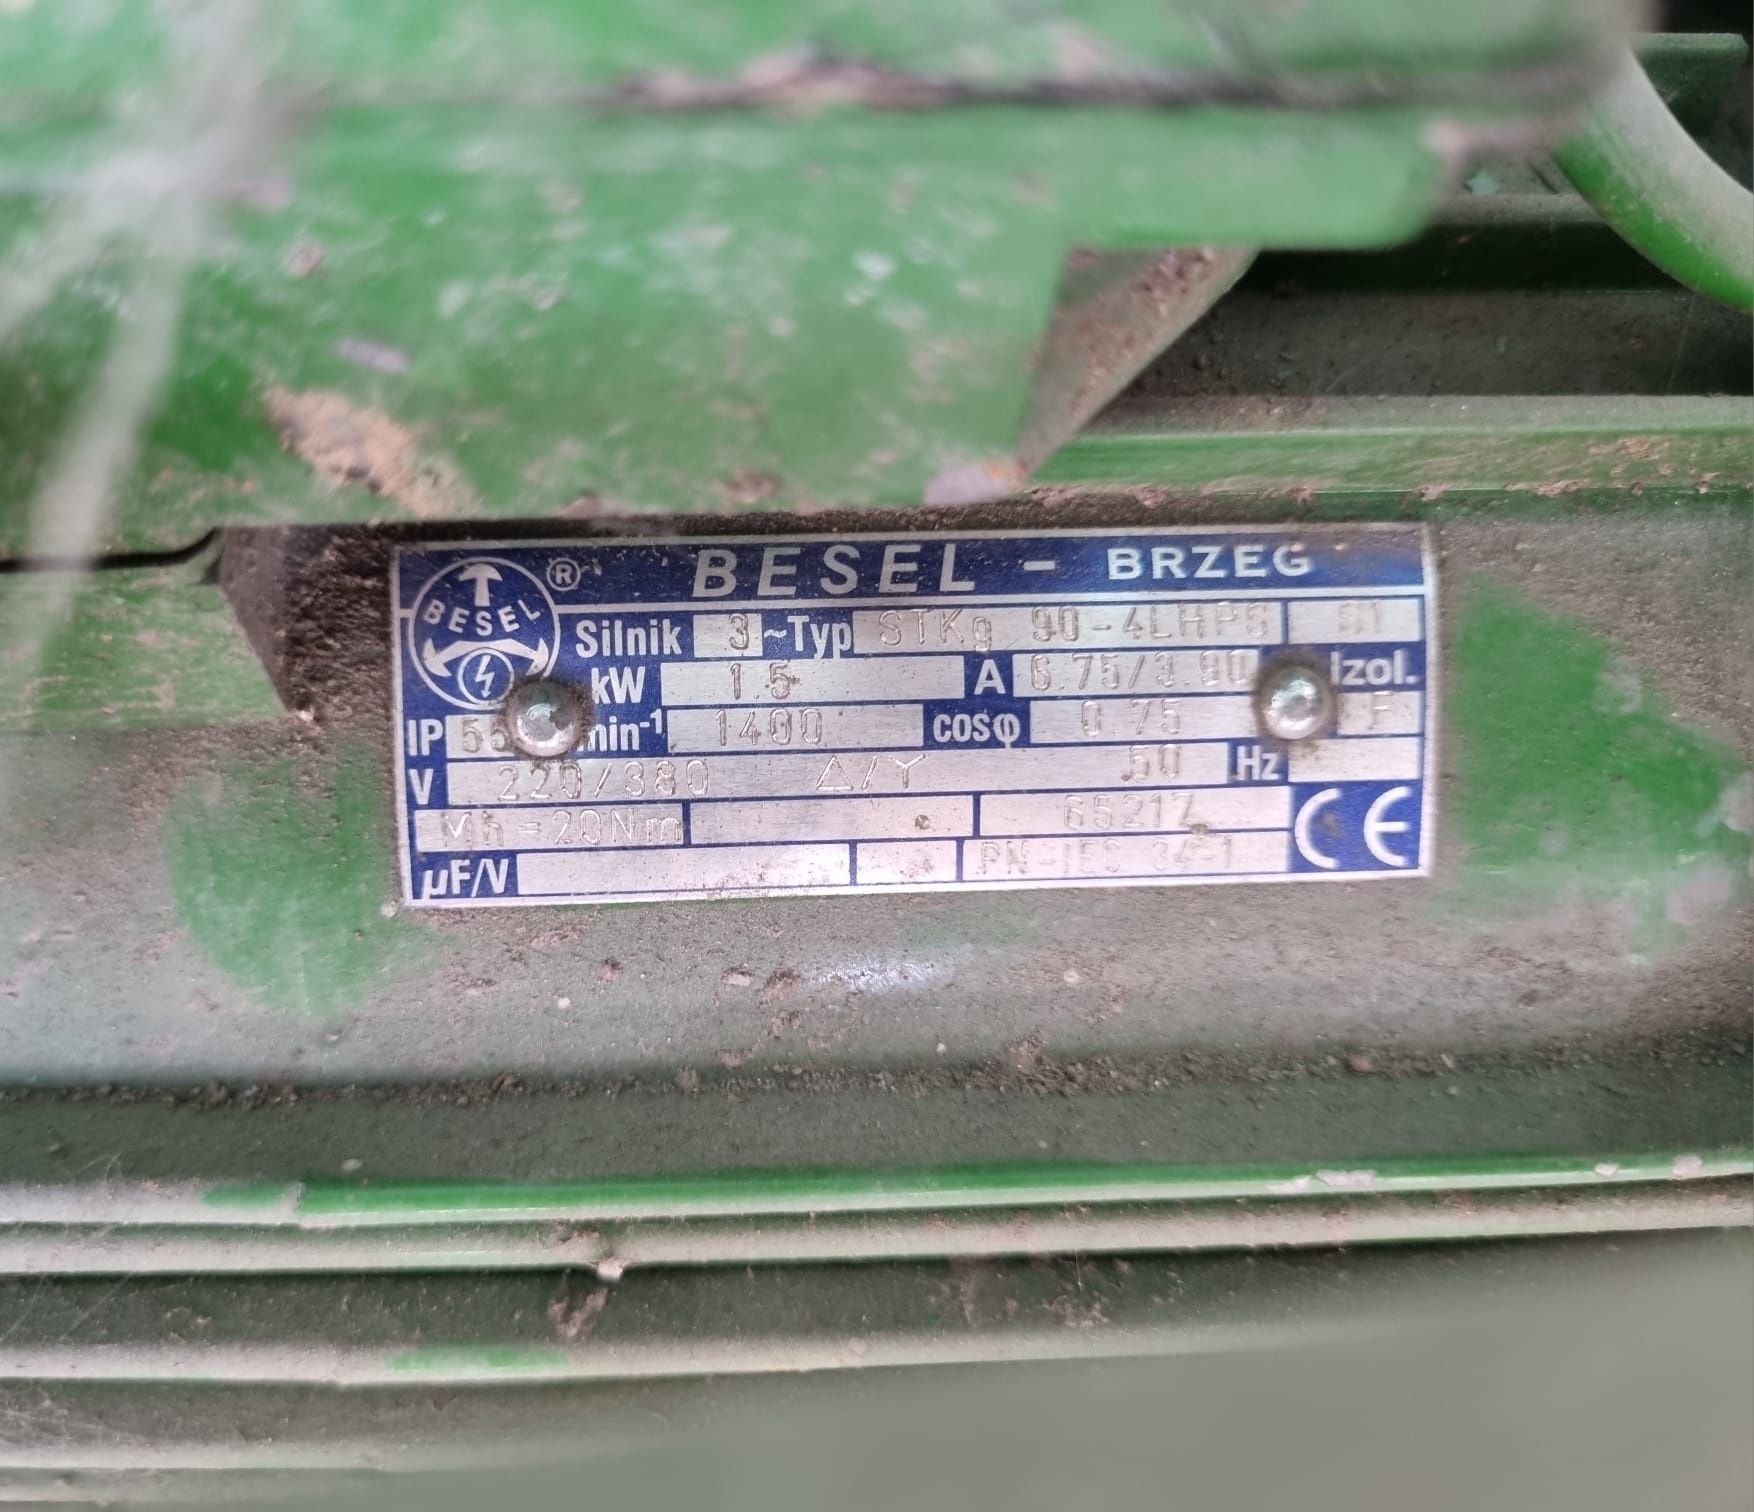 BESEL ® BESEL - BRZEG
Silnik 3 ~Typ STKg 90-4LHPS S1
kW 1.5 A 6.75/3.90 Izol.
IP 55 min-1 1400 cosφ 0.75 F
V 220/380 △/Y 50 Hz
Mh=20Nm 65217 CE
µF/V PN-IEC 34-1